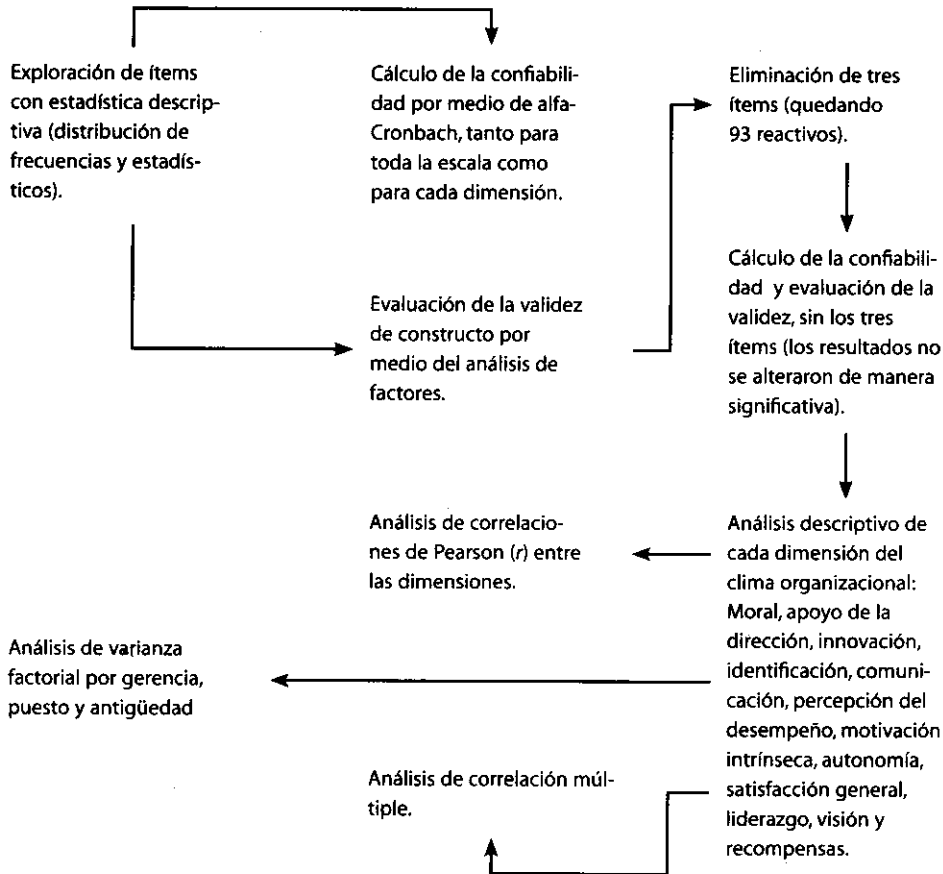 Exploración de ítems
con estadística descrip-
tiva (distribución de
frecuencias y estadís-
ticos).
Cálculo de la confiabili-
dad por medio de alfa-
Cronbach, tanto para
toda la escala como
para cada dimensión.
Evaluación de la validez
de constructo por
medio del análisis de
factores.
Eliminación de tres
ítems (quedando
93 reactivos).
Cálculo de la confiabili-
dad y evaluación de la
validez, sin los tres
ítems (los resultados no
se alteraron de manera
significativa).
Análisis descriptivo de
cada dimensión del
clima organizacional:
Moral, apoyo de la
dirección, innovación,
identificación, comuni-
cación, percepción del
desempeño, motivación
intrínseca, autonomía,
satisfacción general,
liderazgo, visión y
recompensas.
Análisis de correlacio-
nes de Pearson (r) entre
las dimensiones.
Análisis de varianza
factorial por gerencia,
puesto y antigüedad
Análisis de correlación múl-
tiple.